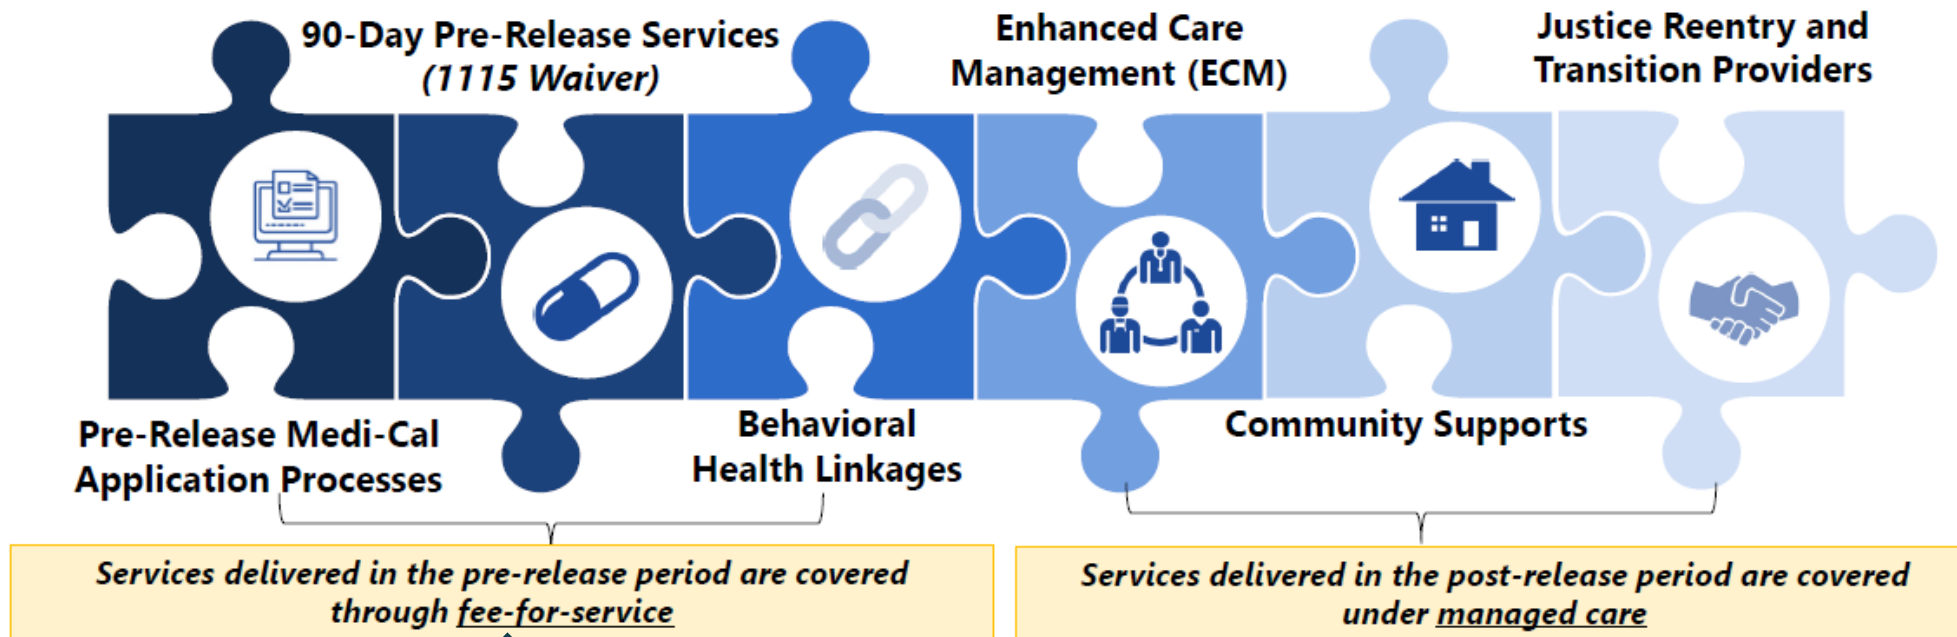 90-Day Pre-Release Services
(1115 Waiver)
Enhanced Care
Management (ECM)
Justice Reentry and
Transition Providers
Pre-Release Medi-Cal
Application Processes
Behavioral
Health Linkages
Community Supports
Services delivered in the pre-release period are covered
through fee-for-service
Services delivered in the post-release period are covered
under managed care